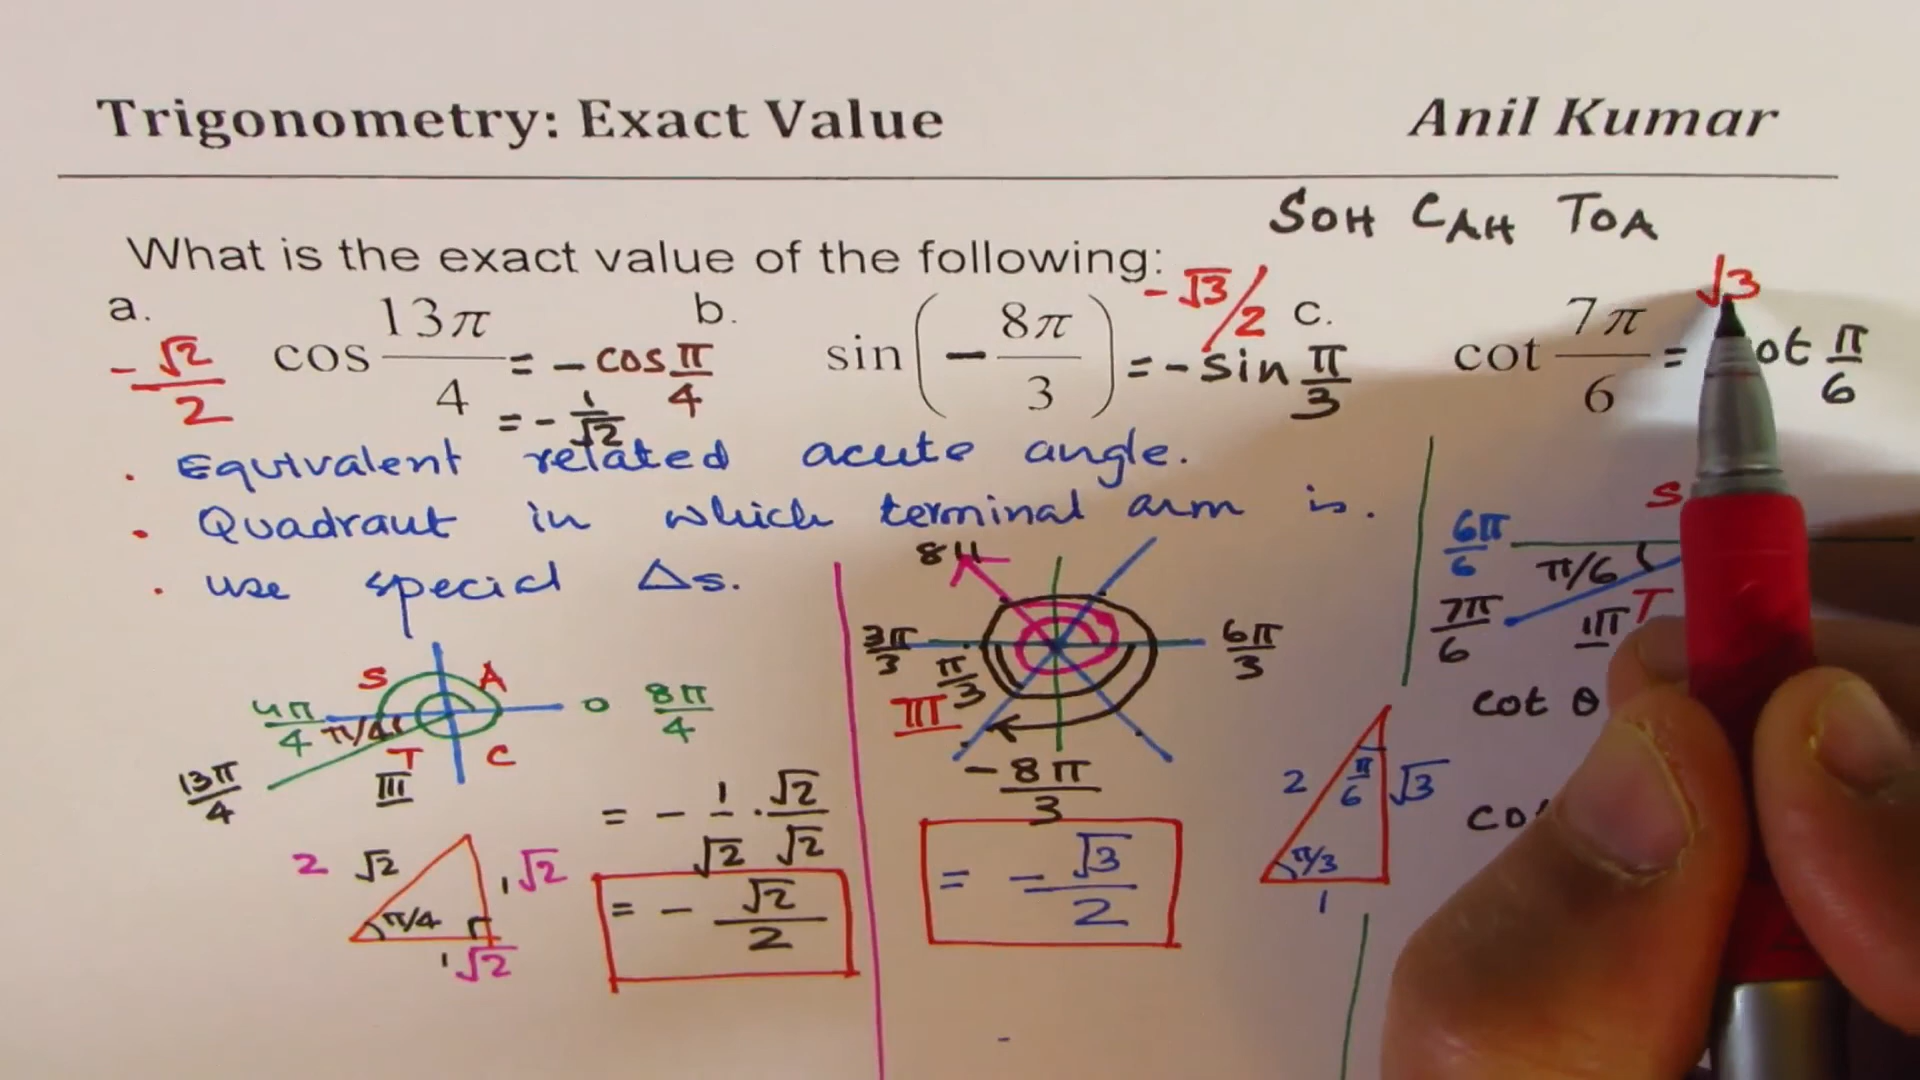 Trigonometry: Exact Value Anil Kumar
SOH CAH TOA
What is the exact value of the following:
a. cos 13π/4 = -cos π/4
= - 1/√2
-√2/2
b. sin(-8π/3) = -sin π/3
-√3/2
c. cot 7π/6 = ot π/6
√3
. Equivalent related acute angle.
. Quadraut in which terminal arm is.
. use special Δs.
S A
4π/4 π/4 0 8π/4
T C
13π/4 III
2 √2 1 √2
π/4
1 √2
= - 1/√2 . √2/√2
= - √2/2
8π
3π/3 6π/3
π/3
III
-8π/3
= - √3/2
S
6π/6 π/6
7π/6 T
cot θ
2 π/6 √3
π/3
1